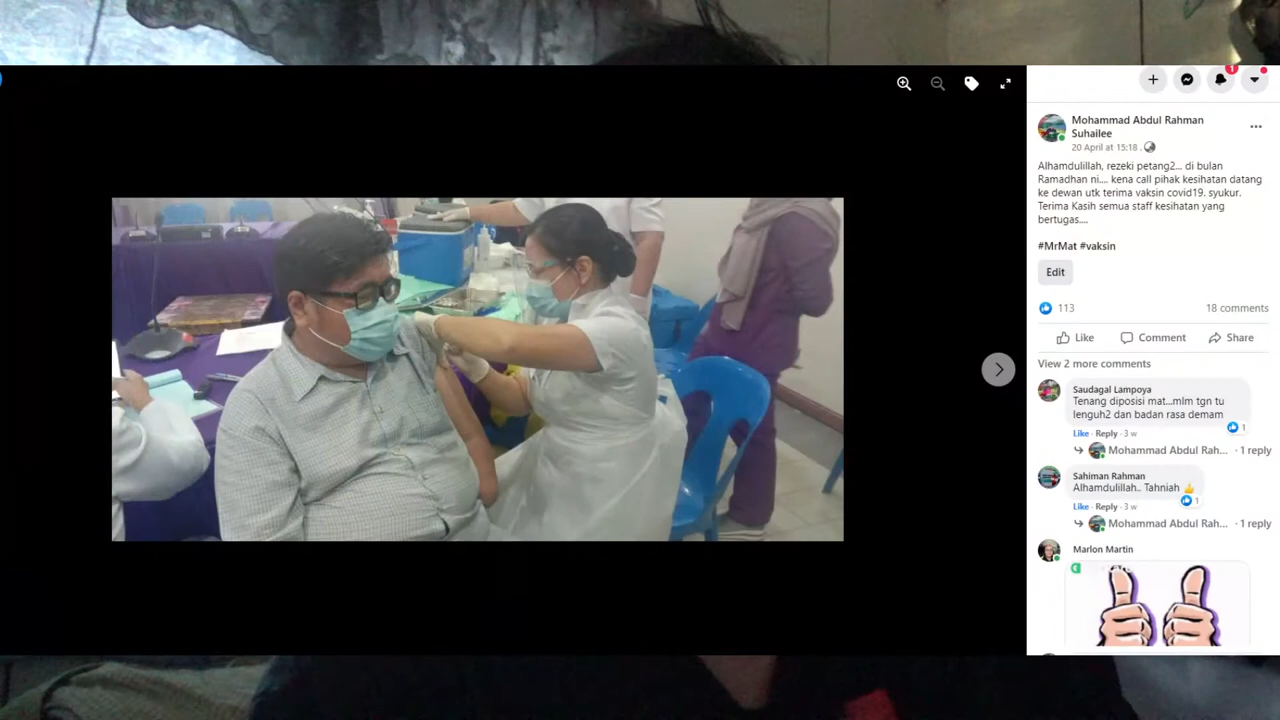 Mohammad Abdul Rahman
Suhailee
20 April at 15:18 .
Alhamdulillah, rezeki petang2... di bulan
Ramadhan ni.... kena call pihak kesihatan datang
ke dewan utk terima vaksin covid19. syukur.
Terima Kasih semua staff kesihatan yang
bertugas....
#MrMat #vaksin
Edit
113
18 comments
Like
Comment
Share
View 2 more comments
Saudagal Lampoya
Tenang diposisi mat...mlm tgn tu
lenguh2 dan badan rasa demam
1
Like · Reply · 3 w
Mohammad Abdul Rah... · 1 reply
Sahiman Rahman
Alhamdulillah.. Tahniah 👍
1
Like · Reply · 3 w
Mohammad Abdul Rah... · 1 reply
Marlon Martin